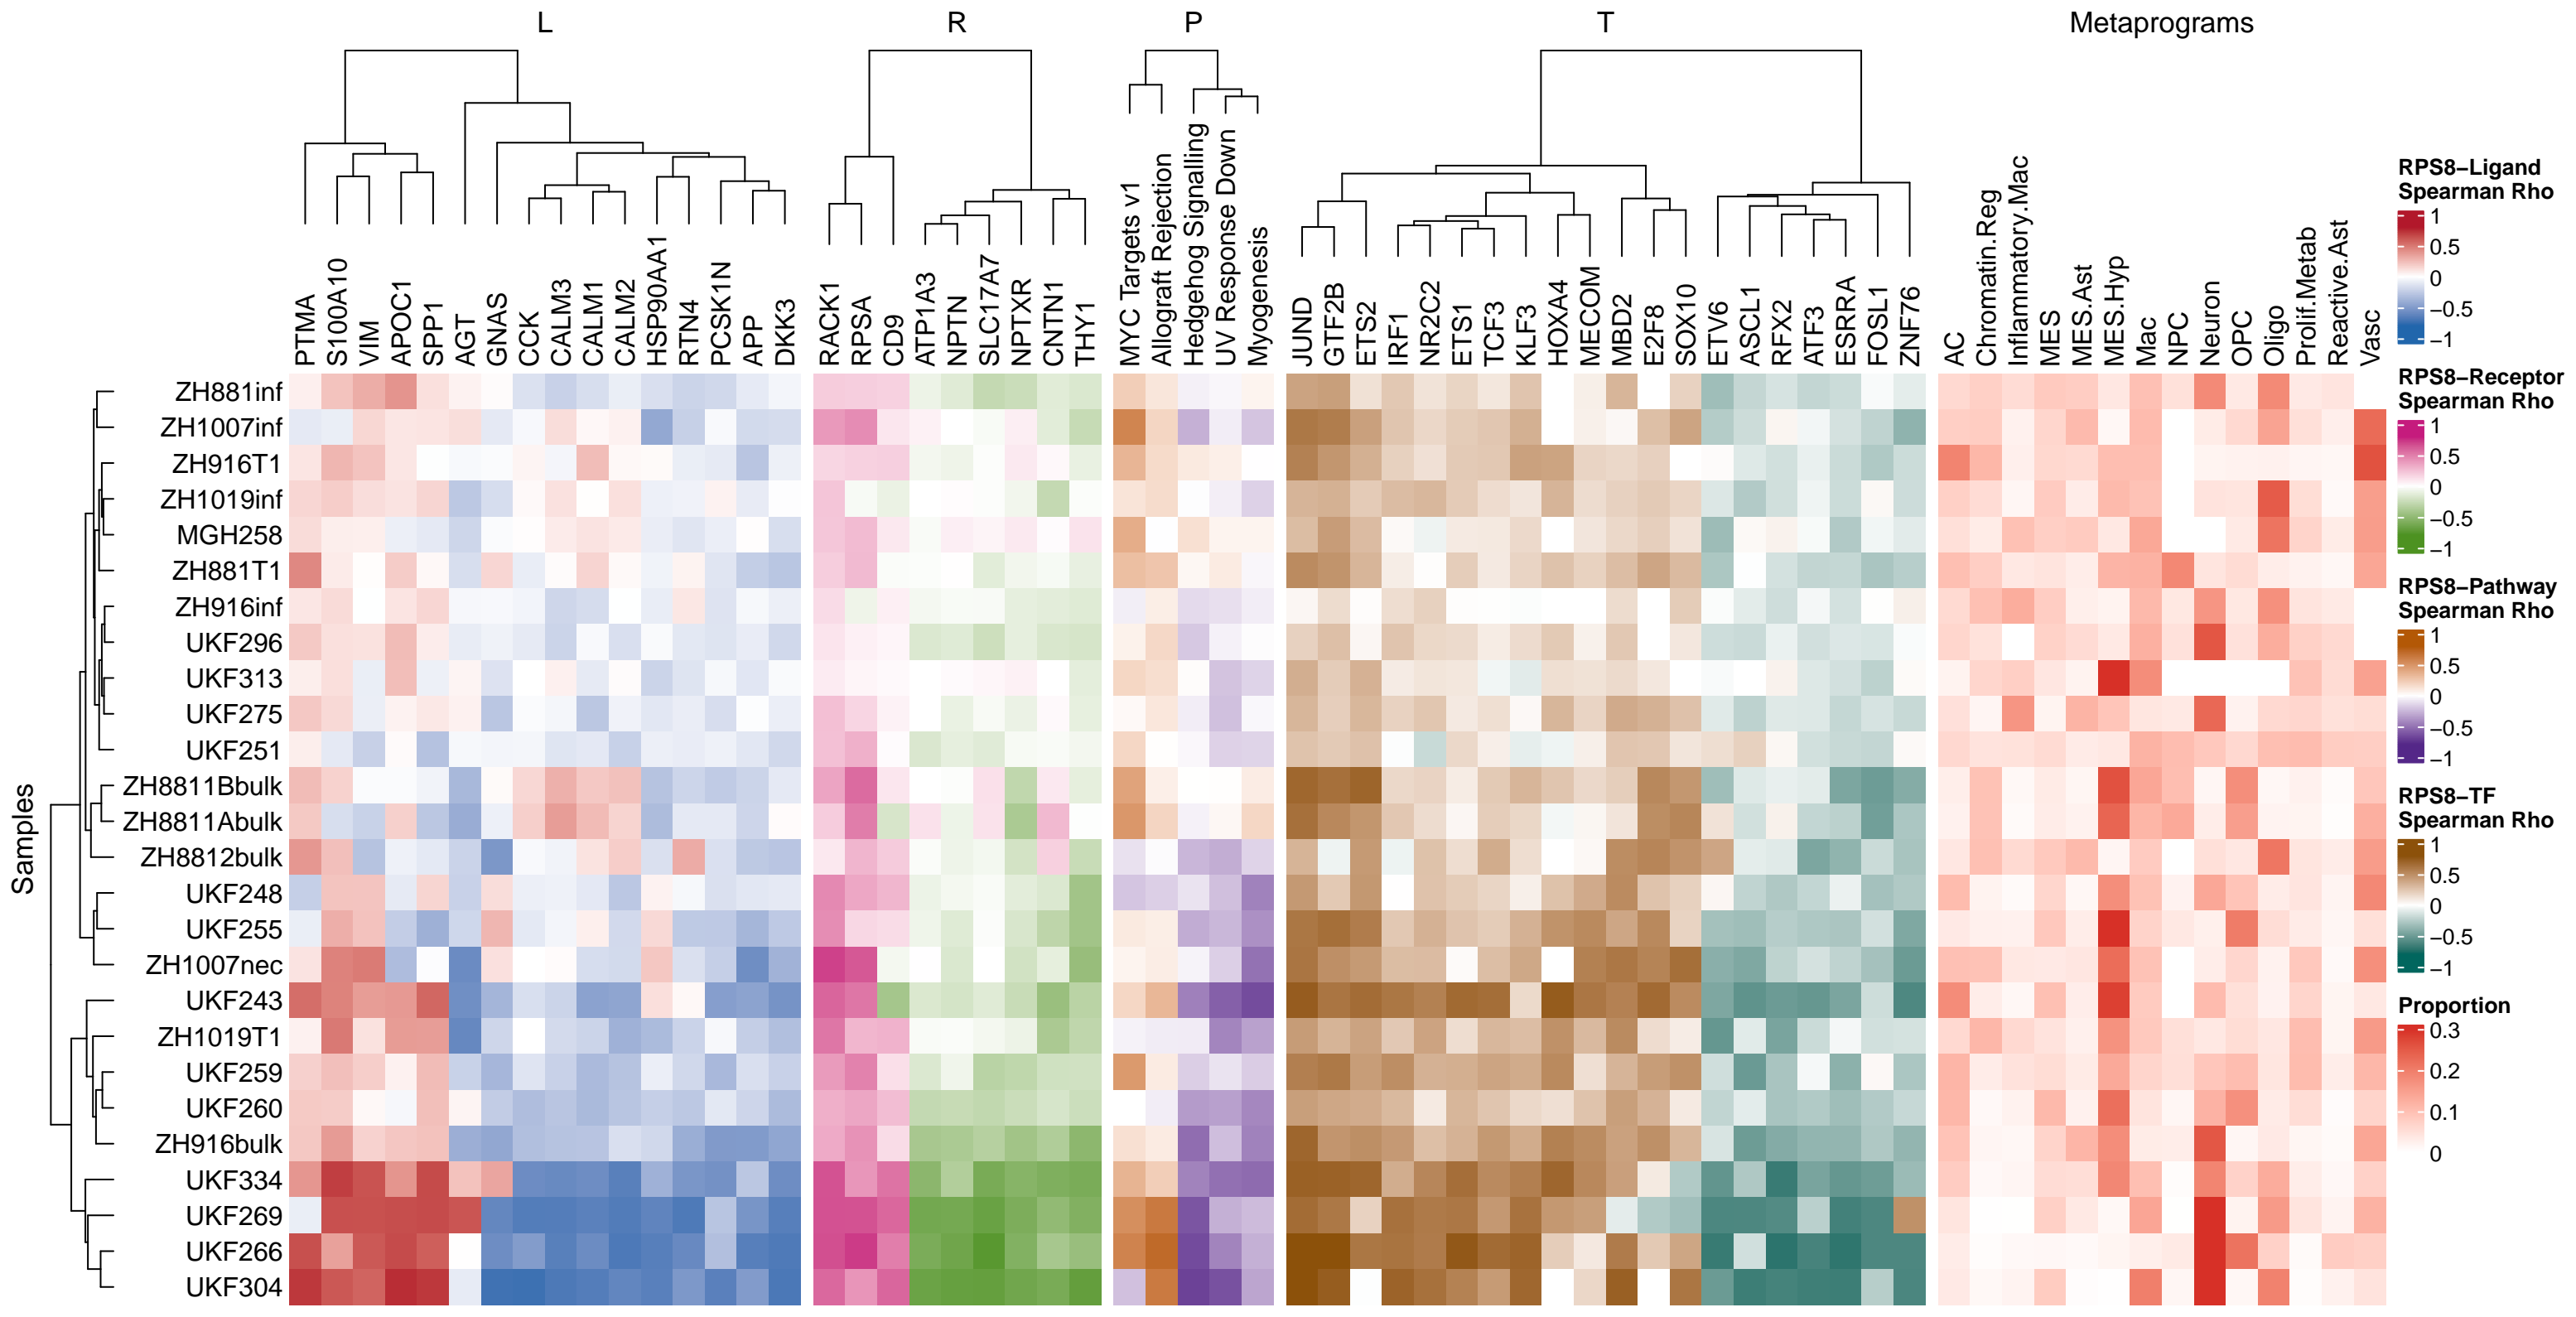 L R P T Metaprograms
PTMA S100A10 VIM APOC1 SPP1 AGT GNAS CCK CALM3 CALM1 CALM2 HSP90AA1 RTN4 PCSK1N APP DKK3
RACK1 RPSA CD9 ATP1A3 NPTN SLC17A7 NPTXR CNTN1 THY1
MYC Targets v1
Allograft Rejection
Hedgehog Signalling
UV Response Down
Myogenesis
JUND GTF2B ETS2 IRF1 NR2C2 ETS1 TCF3 KLF3 HOXA4 MECOM MBD2 E2F8 SOX10 ETV6 ASCL1 RFX2 ATF3 ESRRA FOSL1 ZNF76
AC Chromatin.Reg Inflammatory.Mac MES MES.Ast MES.Hyp Mac NPC Neuron OPC Oligo Prolif.Metab Reactive.Ast Vasc
Samples
ZH881inf
ZH1007inf
ZH916T1
ZH1019inf
MGH258
ZH881T1
ZH916inf
UKF296
UKF313
UKF275
UKF251
ZH8811Bbulk
ZH8811Abulk
ZH8812bulk
UKF248
UKF255
ZH1007nec
UKF243
ZH1019T1
UKF259
UKF260
ZH916bulk
UKF334
UKF269
UKF266
UKF304
RPS8−Ligand
Spearman Rho
1
0.5
0
−0.5
−1
RPS8−Receptor
Spearman Rho
1
0.5
0
−0.5
−1
RPS8−Pathway
Spearman Rho
1
0.5
0
−0.5
−1
RPS8−TF
Spearman Rho
1
0.5
0
−0.5
−1
Proportion
0.3
0.2
0.1
0